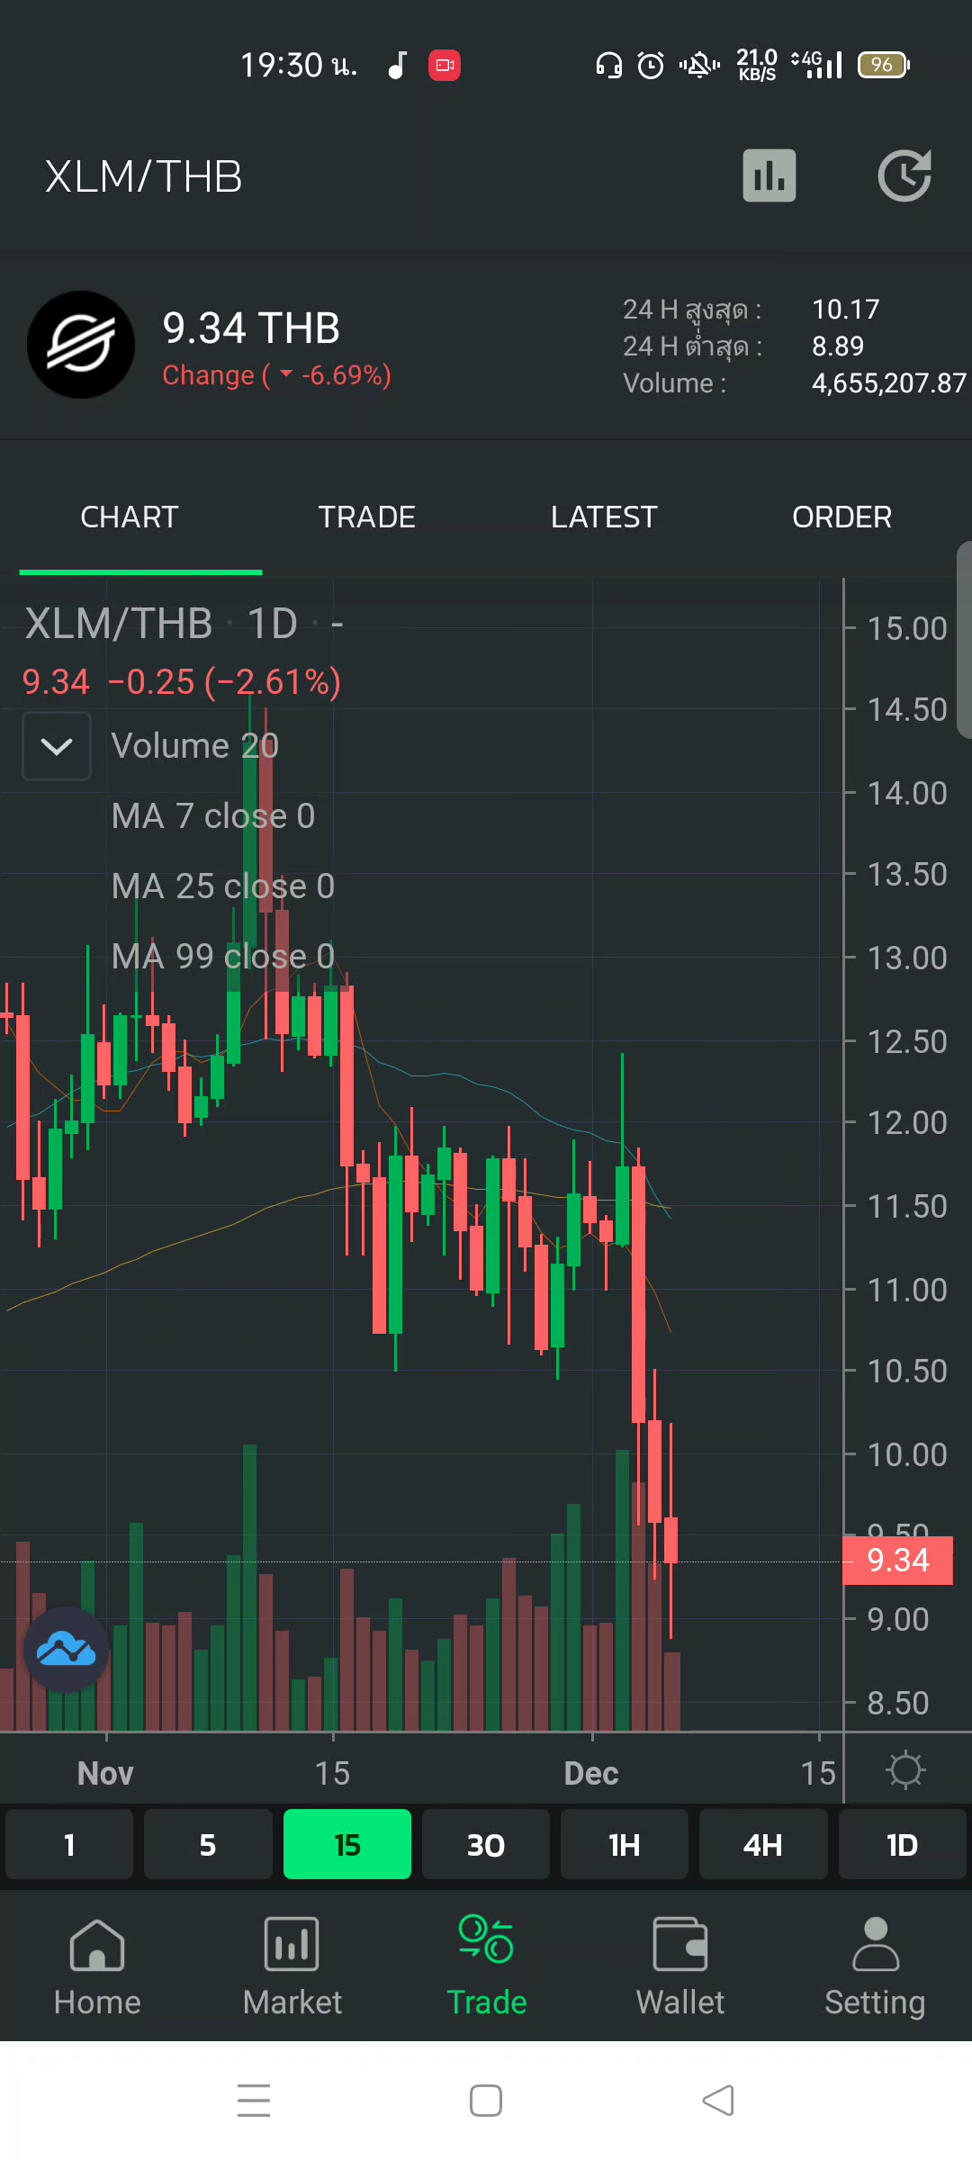 19:30 น.
21.0 KB/S
4G
96
XLM/THB
9.34 THB
Change ( -6.69%)
24 H สูงสุด : 10.17
24 H ต่ำสุด : 8.89
Volume : 4,655,207.87
CHART TRADE LATEST ORDER
XLM/THB · 1D · -
9.34 −0.25 (−2.61%)
Volume 20
MA 7 close 0
MA 25 close 0
MA 99 close 0
15.00
14.50
14.00
13.50
13.00
12.50
12.00
11.50
11.00
10.50
10.00
9.50
9.34
9.00
8.50
Nov 15 Dec 15
1 5 15 30 1H 4H 1D
Home Market Trade Wallet Setting